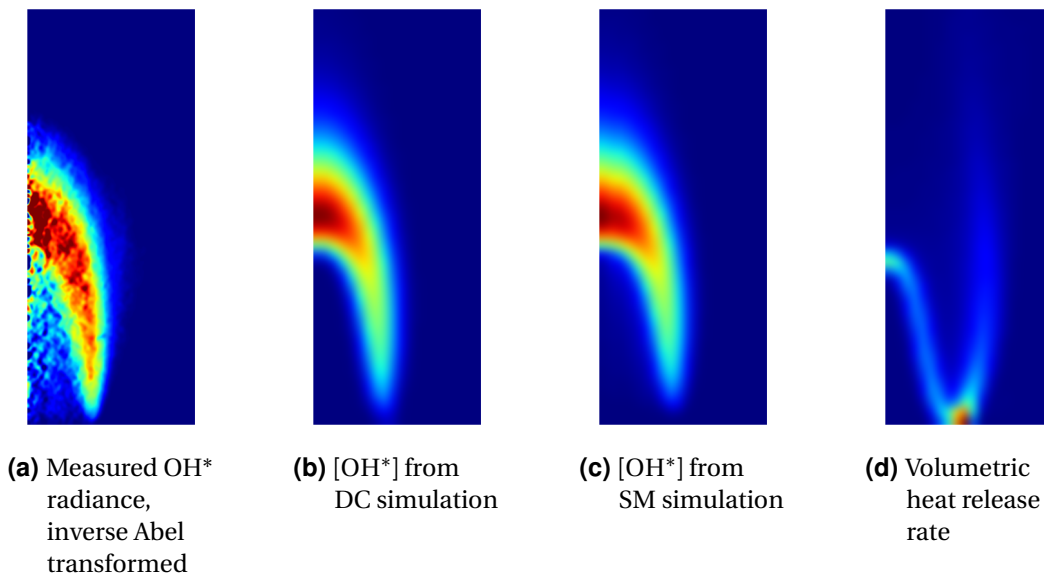 (a) Measured OH*
radiance,
inverse Abel
transformed
(b) [OH*] from
DC simulation
(c) [OH*] from
SM simulation
(d) Volumetric
heat release
rate